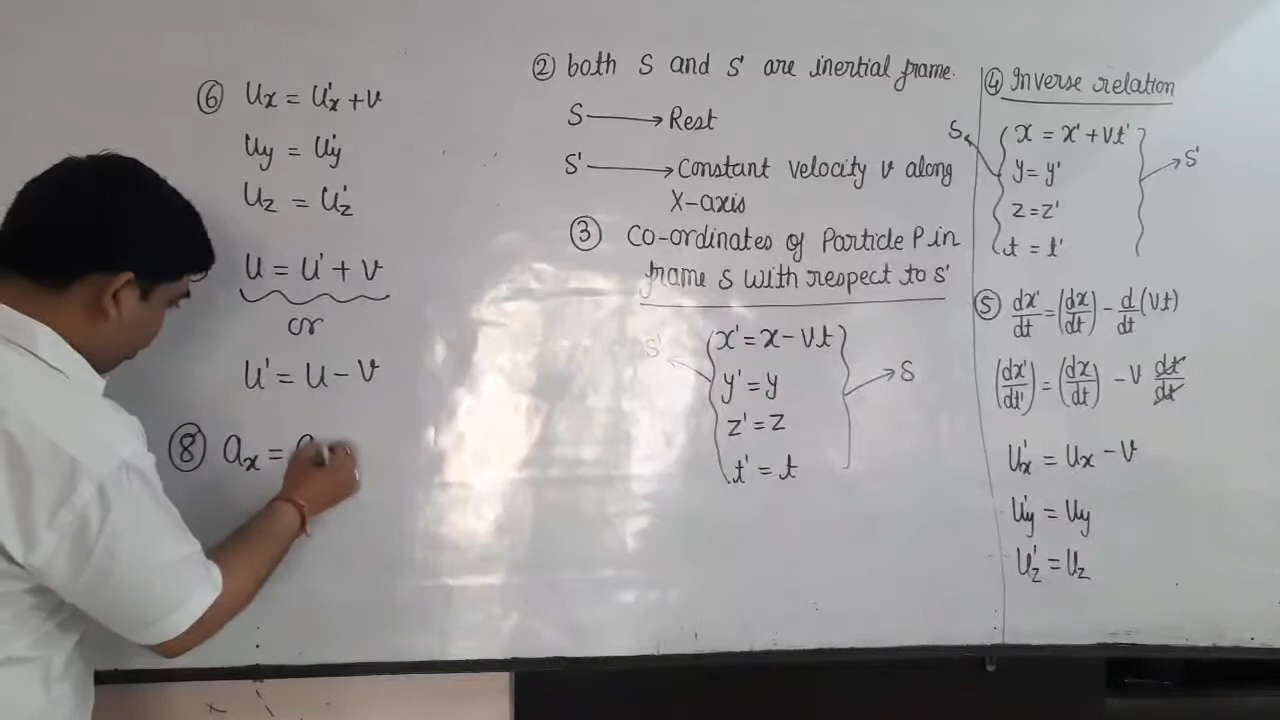 ⑥ Ux = U'x + v
Uy = U'y
Uz = U'z
U = U' + v
or
U' = U - v
⑧ ax = a
② both S and S' are inertial frame.
S ⟶ Rest
S' ⟶ Constant velocity v along
X-axis
③ Co-ordinates of Particle P in
frame S with respect to S'
S'
x' = x - vt
y' = y
z' = z
t' = t
S
④ Inverse relation
S
x = x' + vt'
y = y'
z = z'
t = t'
S'
⑤ dx'/dt = (dx/dt) - d/dt (vt)
(dx'/dt') = (dx/dt) - v dt/dt
U'x = Ux - v
U'y = Uy
U'z = Uz